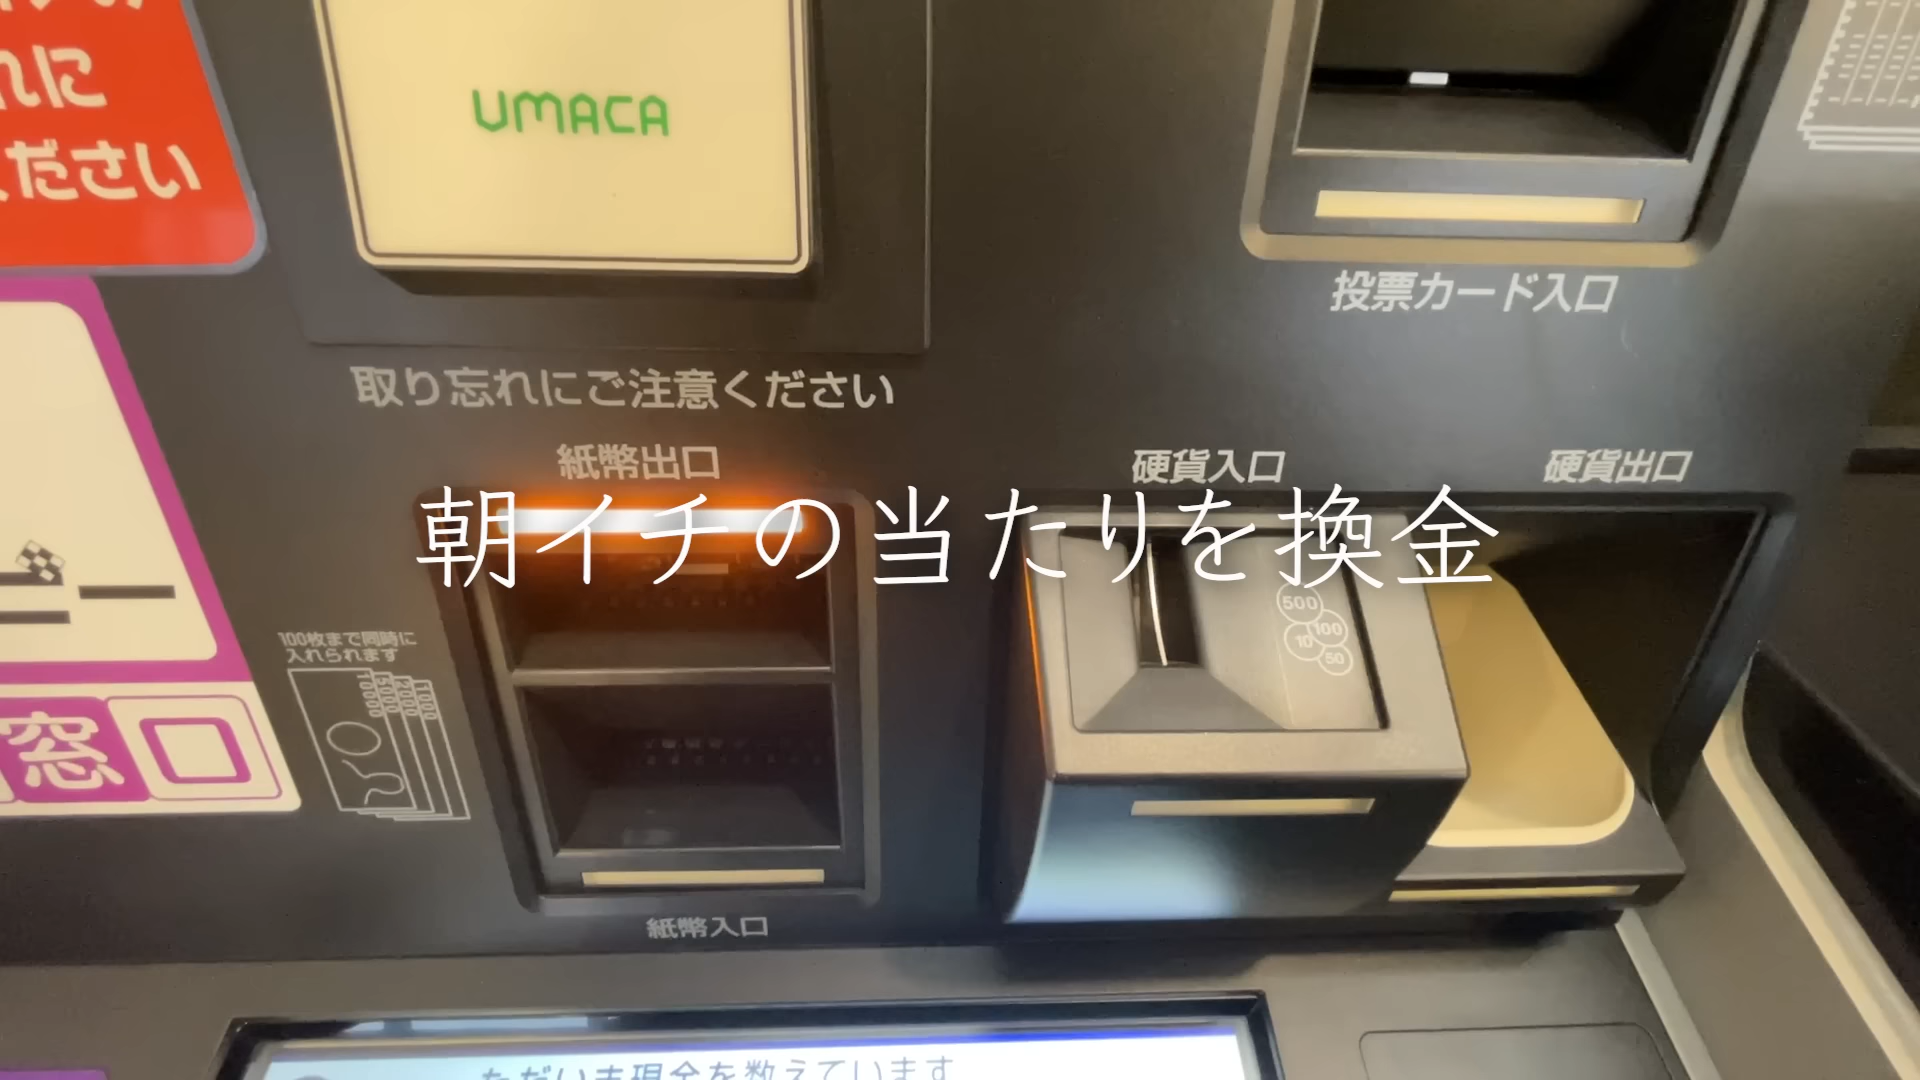 れに
ください
UMACA
投票カード入口
取り忘れにご注意ください
紙幣出口
硬貨入口
硬貨出口
朝イチの当たりを換金
500
100
10
50
100枚まで同時に
入れられます
10000
5000
2000
1000
窓口
紙幣入口
ただいま現金を数えています